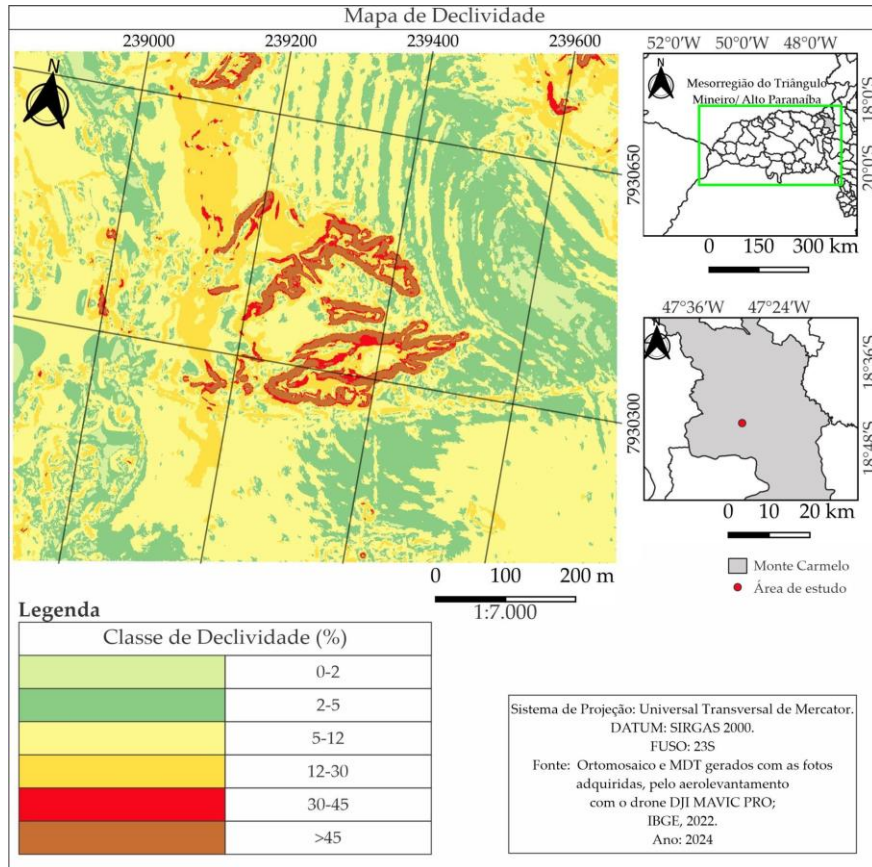 Mapa de Declividade
239000
239200
239400
239600
N
7930650
7930300
52°0′W 50°0′W 48°0′W
N
Mesorregião do Triângulo
Mineiro/ Alto Paranaíba
18°0′S
20°0′S
0 150 300 km
47°36′W 47°24′W
N
18°36′S
18°48′S
0 10 20 km
Monte Carmelo
Área de estudo
0 100 200 m
1:7.000
Legenda
Classe de Declividade (%)
0-2
2-5
5-12
12-30
30-45
>45
Sistema de Projeção: Universal Transversal de Mercator.
DATUM: SIRGAS 2000.
FUSO: 23S
Fonte: Ortomosaico e MDT gerados com as fotos
adquiridas, pelo aerolevantamento
com o drone DJI MAVIC PRO;
IBGE, 2022.
Ano: 2024